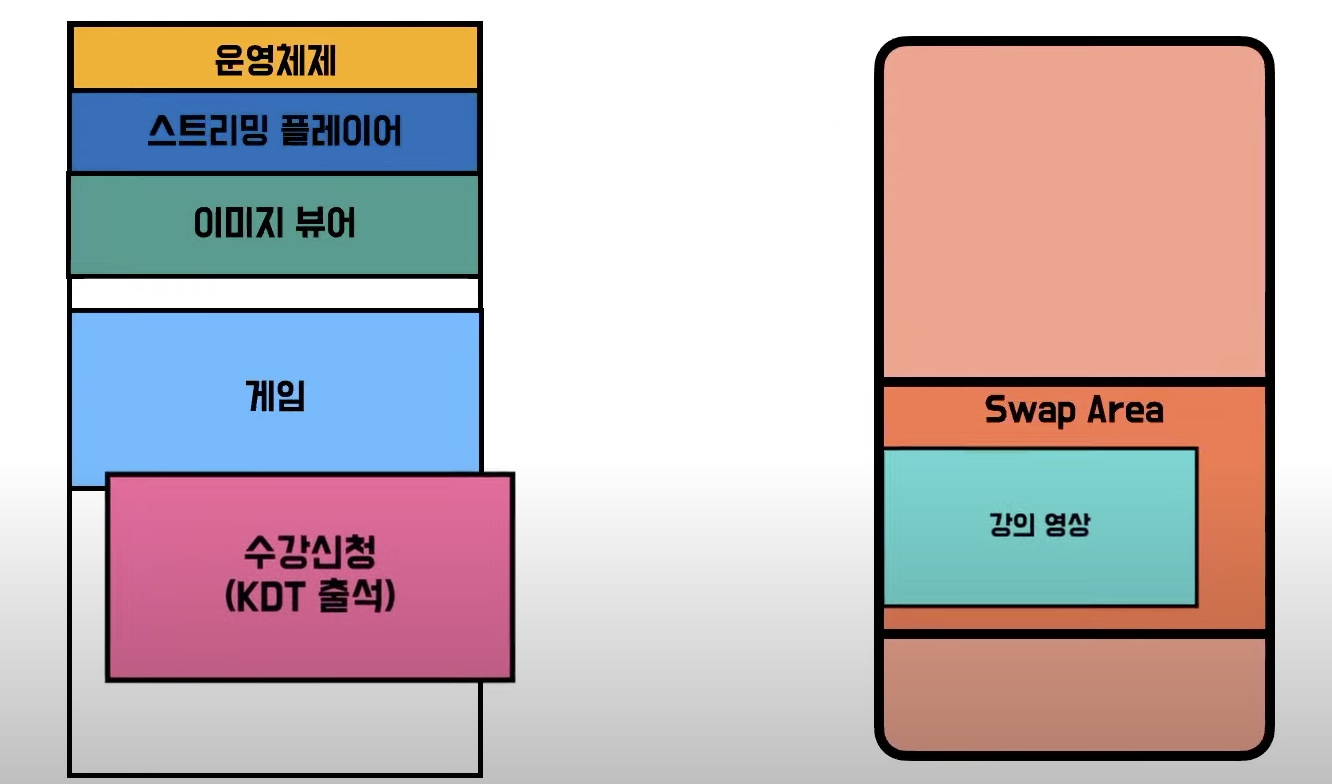 운영체제
스트리밍 플레이어
이미지 뷰어
게임
수강신청
(KDT 출석)
Swap Area
강의 영상